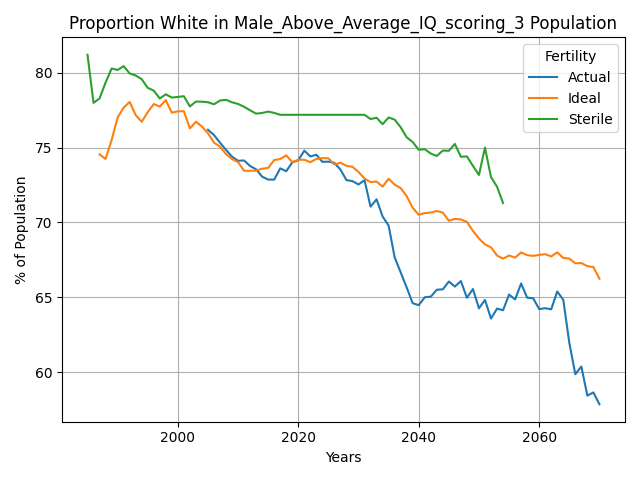 Proportion White in Male_Above_Average_IQ_scoring_3 Population
Fertility
Actual
Ideal
Sterile
% of Population
80
75
70
65
60
2000
2020
2040
2060
Years